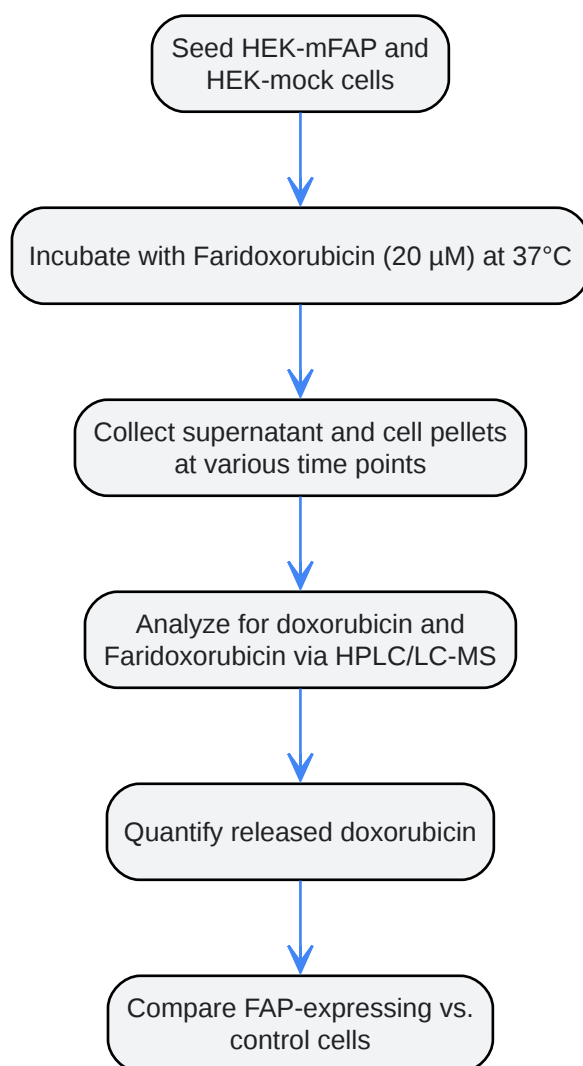 Seed HEK-mFAP and
HEK-mock cells
Incubate with Faridoxorubicin (20 µM) at 37°C
Collect supernatant and cell pellets
at various time points
Analyze for doxorubicin and
Faridoxorubicin via HPLC/LC-MS
Quantify released doxorubicin
Compare FAP-expressing vs.
control cells